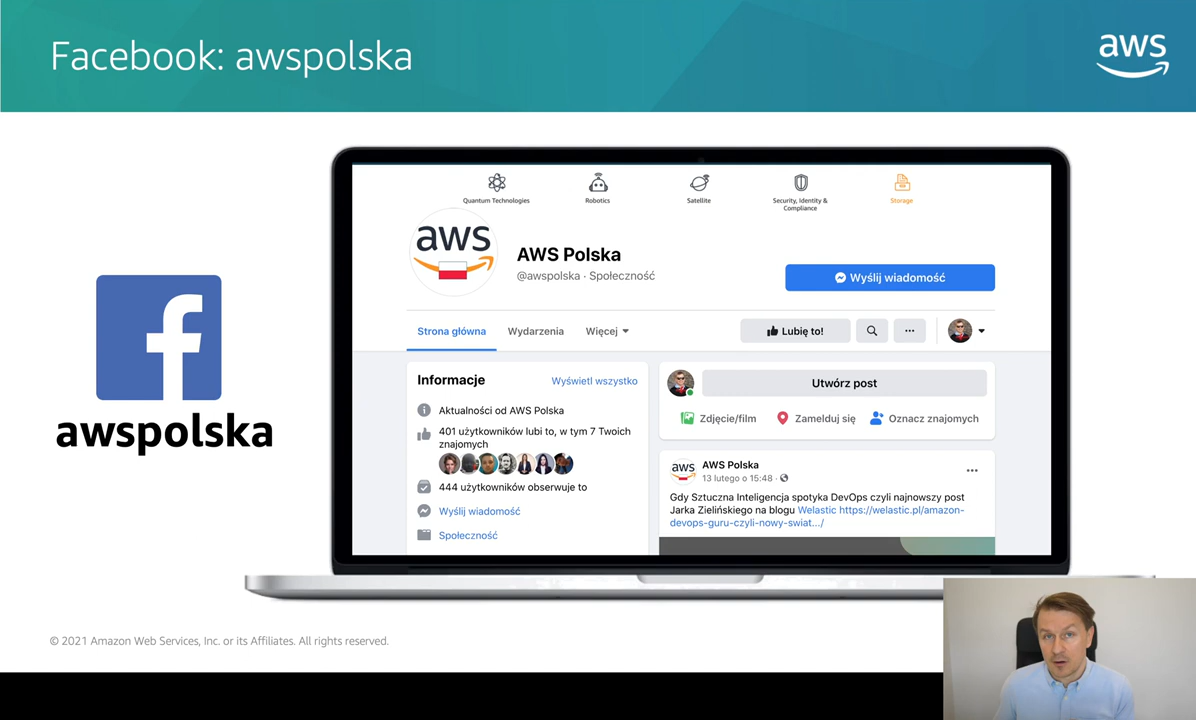 Facebook: awspolska
aws
Quantum Technologies
Robotics
Satellite
Security, Identity &
Compliance
Storage
aws
AWS Polska
@awspolska · Społeczność
Wyślij wiadomość
Strona główna
Wydarzenia
Więcej
Lubię to!
Informacje
Wyświetl wszystko
Aktualności od AWS Polska
401 użytkowników lubi to, w tym 7 Twoich
znajomych
444 użytkowników obserwuje to
Wyślij wiadomość
Społeczność
Utwórz post
Zdjęcie/film
Zamelduj się
Oznacz znajomych
aws
AWS Polska
13 lutego o 15:48 ·
Gdy Sztuczna Inteligencja spotyka DevOps czyli najnowszy post
Jarka Zielińskiego na blogu Welastic https://welastic.pl/amazon-
devops-guru-czyli-nowy-swiat.../
f
awspolska
© 2021 Amazon Web Services, Inc. or its Affiliates. All rights reserved.